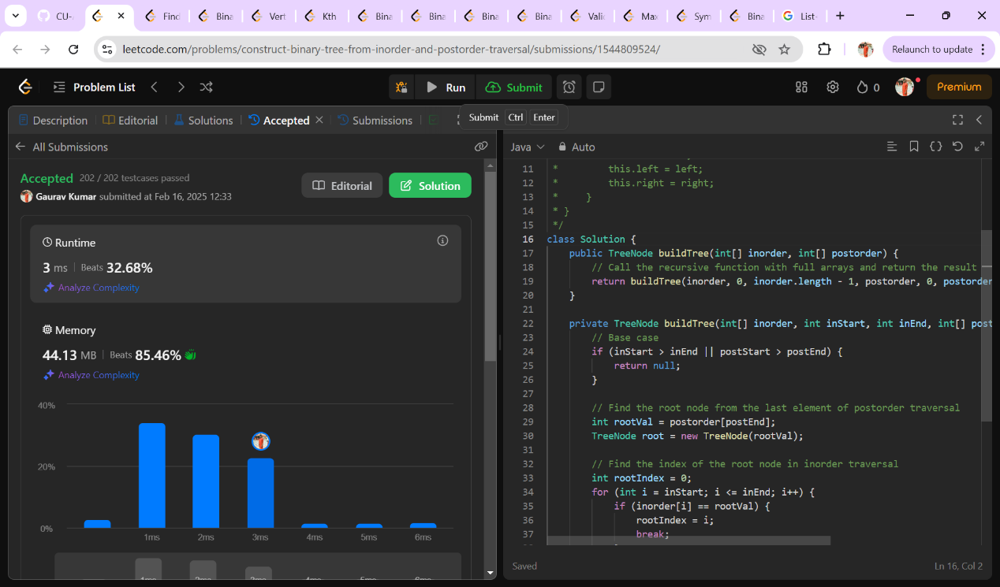 CU-
Find
Bina
Vert
Kth
Bina
Bina
Bina
Bina
Valid
Max
Sym
Bina
List-
leetcode.com/problems/construct-binary-tree-from-inorder-and-postorder-traversal/submissions/1544809524/
Relaunch to update
Problem List
Run
Submit
0
Premium
Description
Editorial
Solutions
Accepted
Submissions
Submit Ctrl Enter
All Submissions
Accepted 202 / 202 testcases passed
Gaurav Kumar submitted at Feb 16, 2025 12:33
Editorial
Solution
Runtime
3 ms | Beats 32.68%
Analyze Complexity
Memory
44.13 MB | Beats 85.46%
Analyze Complexity
40%
20%
0%
1ms 2ms 3ms 4ms 5ms 6ms
1ms 2ms 3ms 4ms 5ms 6ms
Java Auto
11 * this.left = left;
12 * this.right = right;
13 * }
14 * }
15 */
16 class Solution {
17 public TreeNode buildTree(int[] inorder, int[] postorder) {
18 // Call the recursive function with full arrays and return the result
19 return buildTree(inorder, 0, inorder.length - 1, postorder, 0, postorder
20 }
21
22 private TreeNode buildTree(int[] inorder, int inStart, int inEnd, int[] post
23 // Base case
24 if (inStart > inEnd || postStart > postEnd) {
25 return null;
26 }
27
28 // Find the root node from the last element of postorder traversal
29 int rootVal = postorder[postEnd];
30 TreeNode root = new TreeNode(rootVal);
31
32 // Find the index of the root node in inorder traversal
33 int rootIndex = 0;
34 for (int i = inStart; i <= inEnd; i++) {
35 if (inorder[i] == rootVal) {
36 rootIndex = i;
37 break;
Saved
Ln 16, Col 2